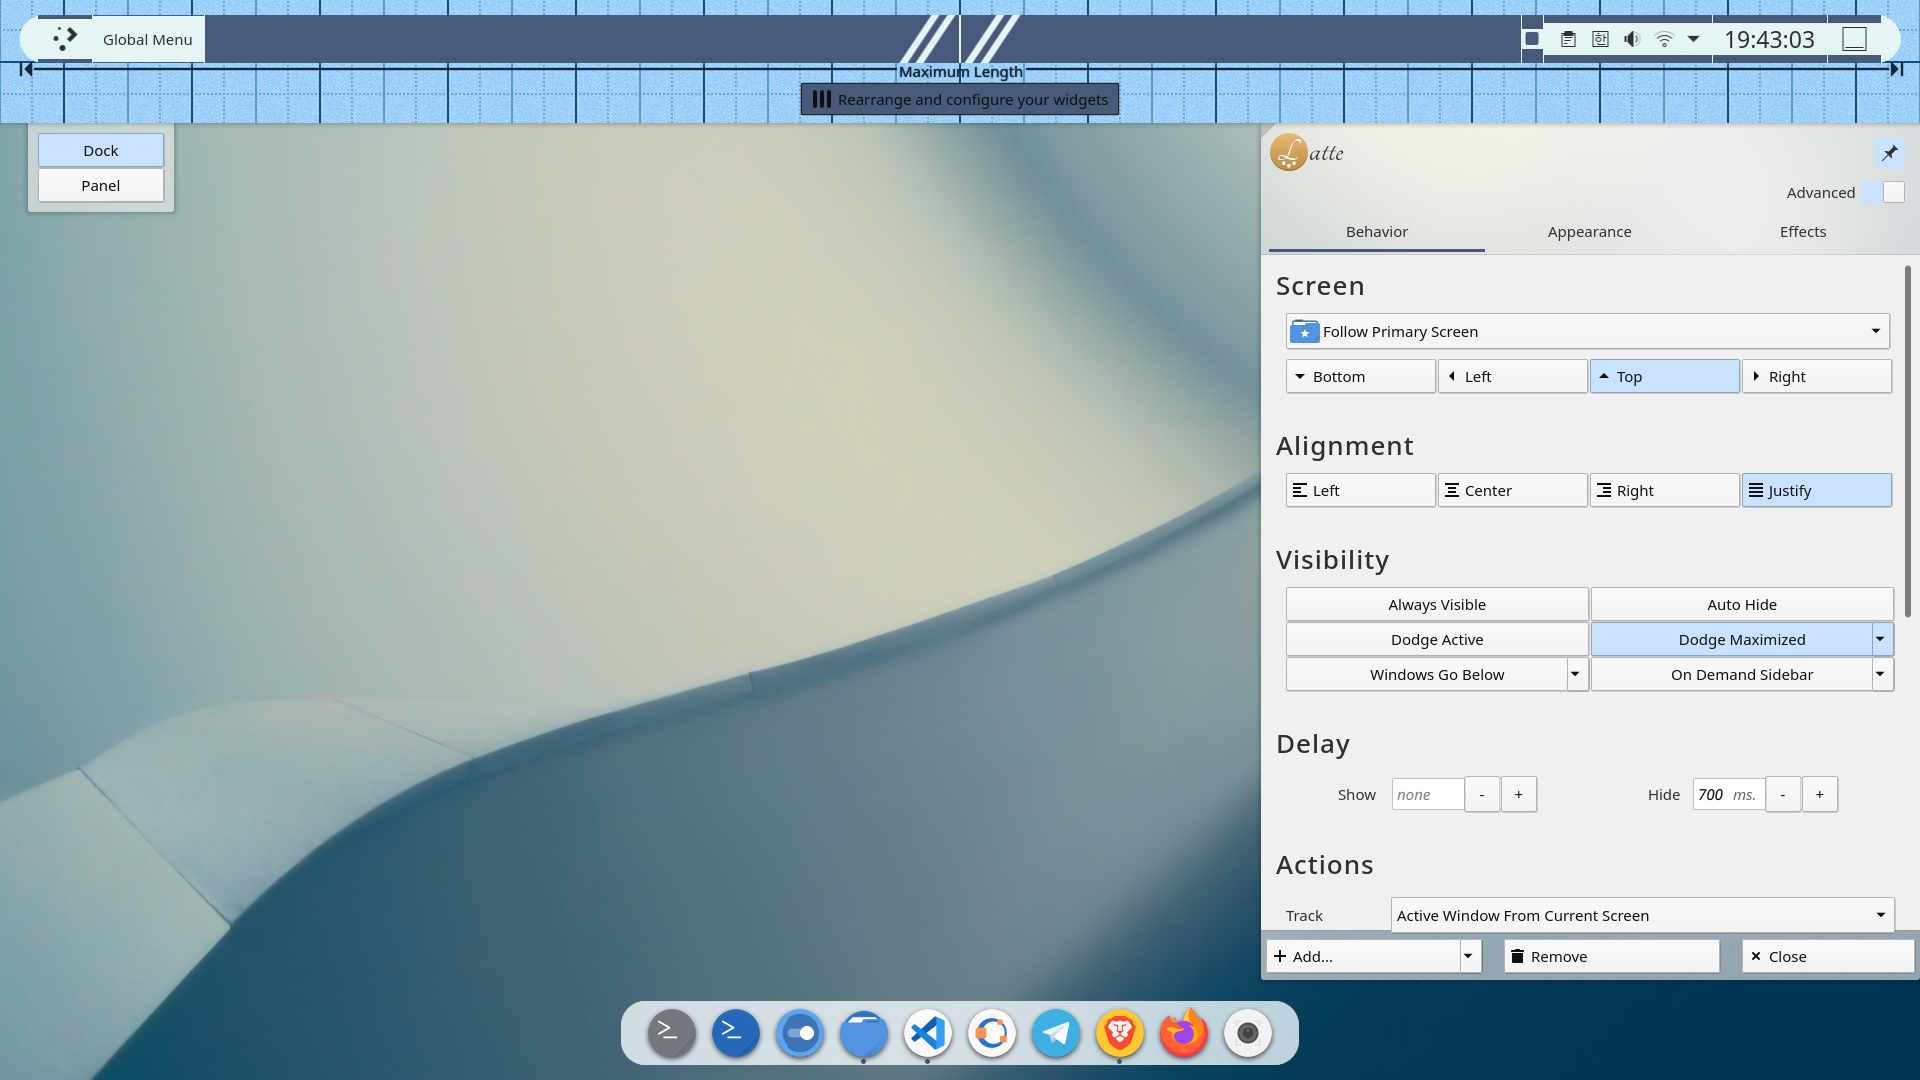 Global Menu
19:43:03
Maximum Length
Rearrange and configure your widgets
Dock
Panel
Latte
Advanced
Behavior Appearance Effects
Screen
Follow Primary Screen
Bottom Left Top Right
Alignment
Left Center Right Justify
Visibility
Always Visible Auto Hide
Dodge Active Dodge Maximized
Windows Go Below On Demand Sidebar
Delay
Show none - + Hide 700 ms. - +
Actions
Track Active Window From Current Screen
Add... Remove Close